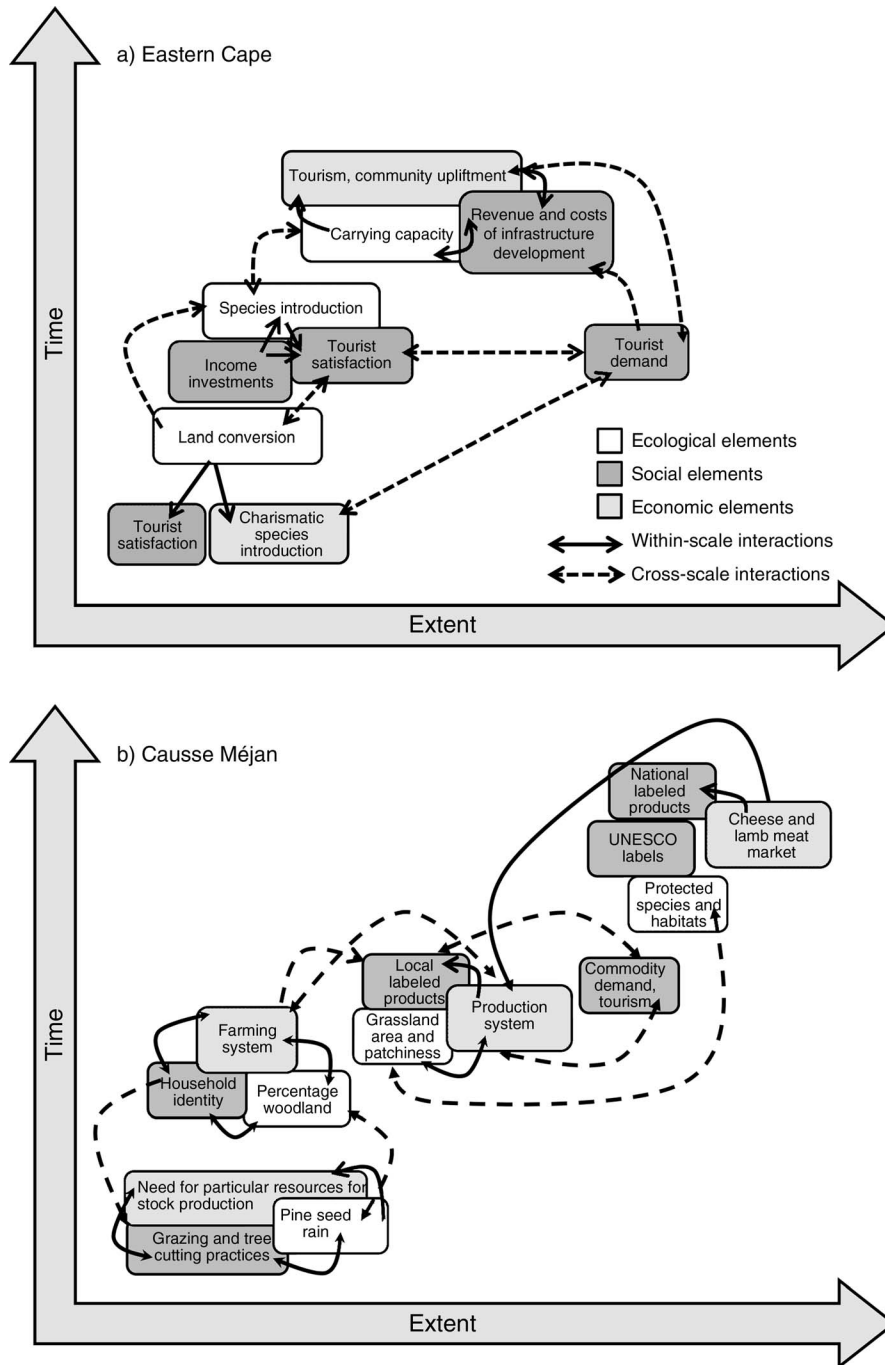 a) Eastern Cape
Tourism, community upliftment
Revenue and costs
of infrastructure
development
Carrying capacity
Species introduction
Income
investments
Tourist
satisfaction
Tourist
demand
Land conversion
Tourist
satisfaction
Charismatic
species
introduction
Ecological elements
Social elements
Economic elements
Within-scale interactions
Cross-scale interactions
Time
Extent
b) Causse Méjan
National
labeled
products
Cheese and
lamb meat
market
UNESCO
labels
Protected
species and
habitats
Local
labeled
products
Production
system
Commodity
demand,
tourism
Grassland
area and
patchiness
Farming
system
Household
identity
Percentage
woodland
Need for particular resources for
stock production
Pine seed
rain
Grazing and tree
cutting practices
Time
Extent